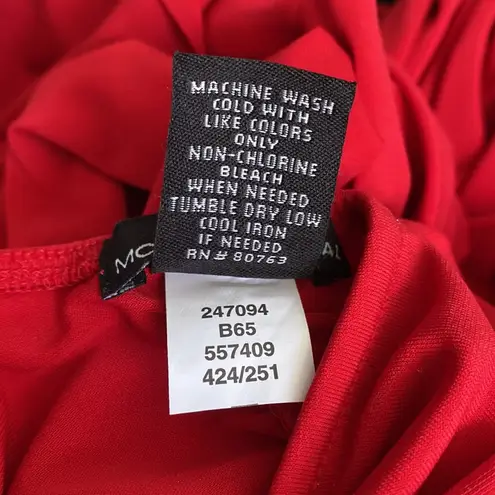 MACHINE WASH
COLD WITH
LIKE COLORS
ONLY
NON-CHLORINE
BLEACH
WHEN NEEDED
TUMBLE DRY LOW
COOL IRON
IF NEEDED
RN# 80763
247094
B65
557409
424/251